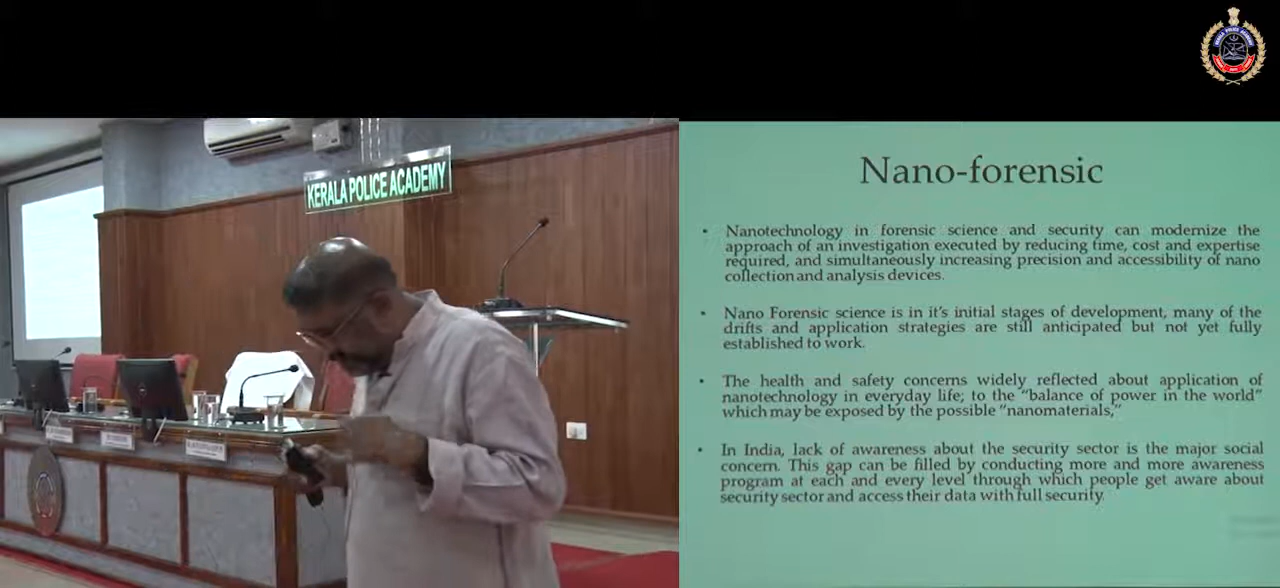 KERALA POLICE ACADEMY
KERALA POLICE ACADEMY
Nano-forensic
• Nanotechnology in forensic science and security can modernize the
approach of an investigation executed by reducing time, cost and expertise
required, and simultaneously increasing precision and accessibility of nano
collection and analysis devices.
• Nano Forensic science is in it's initial stages of development, many of the
drifts and application strategies are still anticipated but not yet fully
established to work.
• The health and safety concerns widely reflected about application of
nanotechnology in everyday life; to the "balance of power in the world"
which may be exposed by the possible "nanomaterials,"
• In India, lack of awareness about the security sector is the major social
concern. This gap can be filled by conducting more and more awareness
program at each and every level through which people get aware about
security sector and access their data with full security.